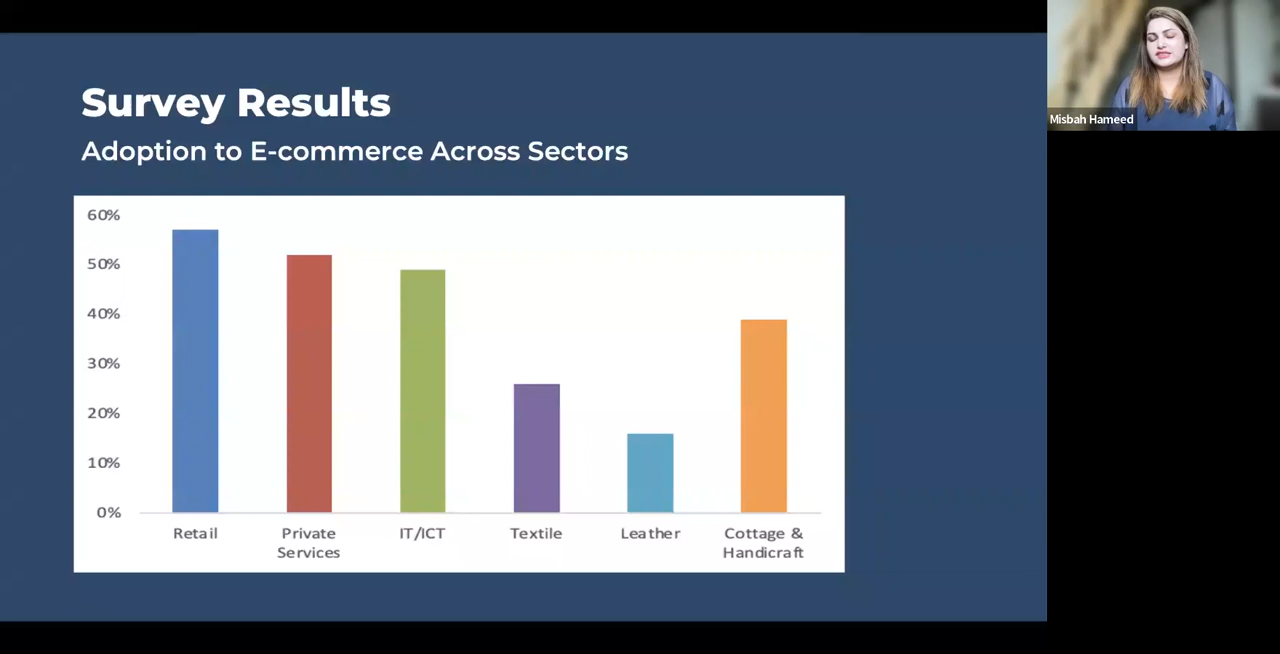 Survey Results
Adoption to E-commerce Across Sectors
60%
50%
40%
30%
20%
10%
0%
Retail
Private
Services
IT/ICT
Textile
Leather
Cottage &
Handicraft
Misbah Hameed